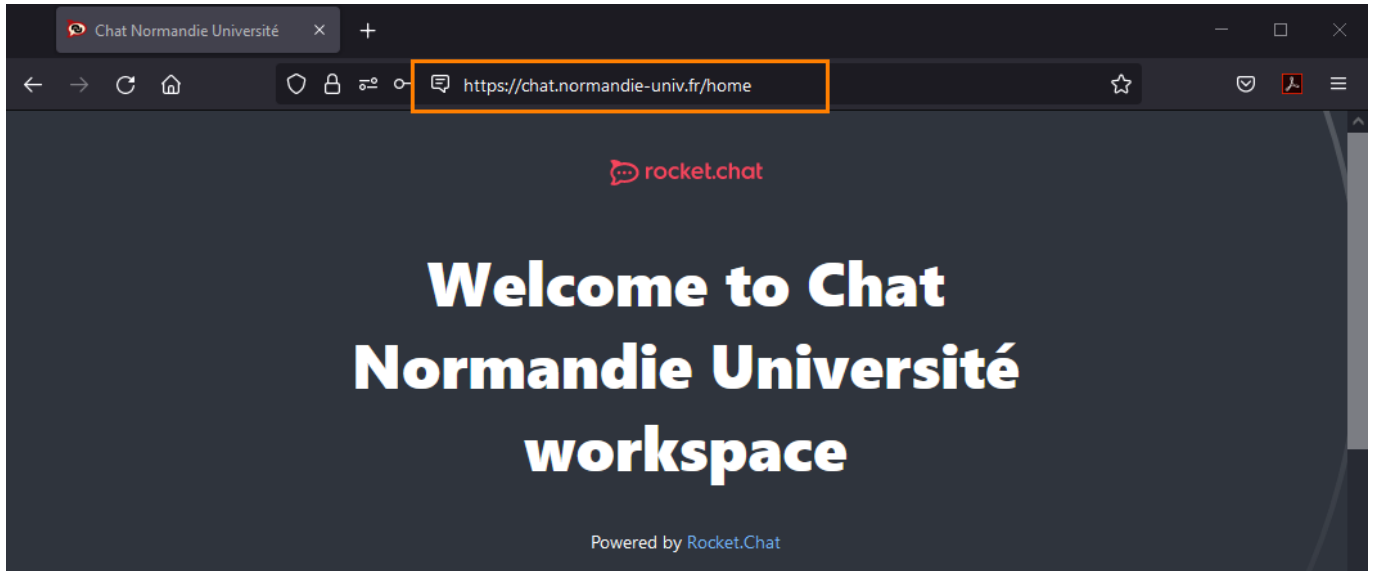 Chat Normandie Université
https://chat.normandie-univ.fr/home
rocket.chat
Welcome to Chat
Normandie Université
workspace
Powered by Rocket.Chat